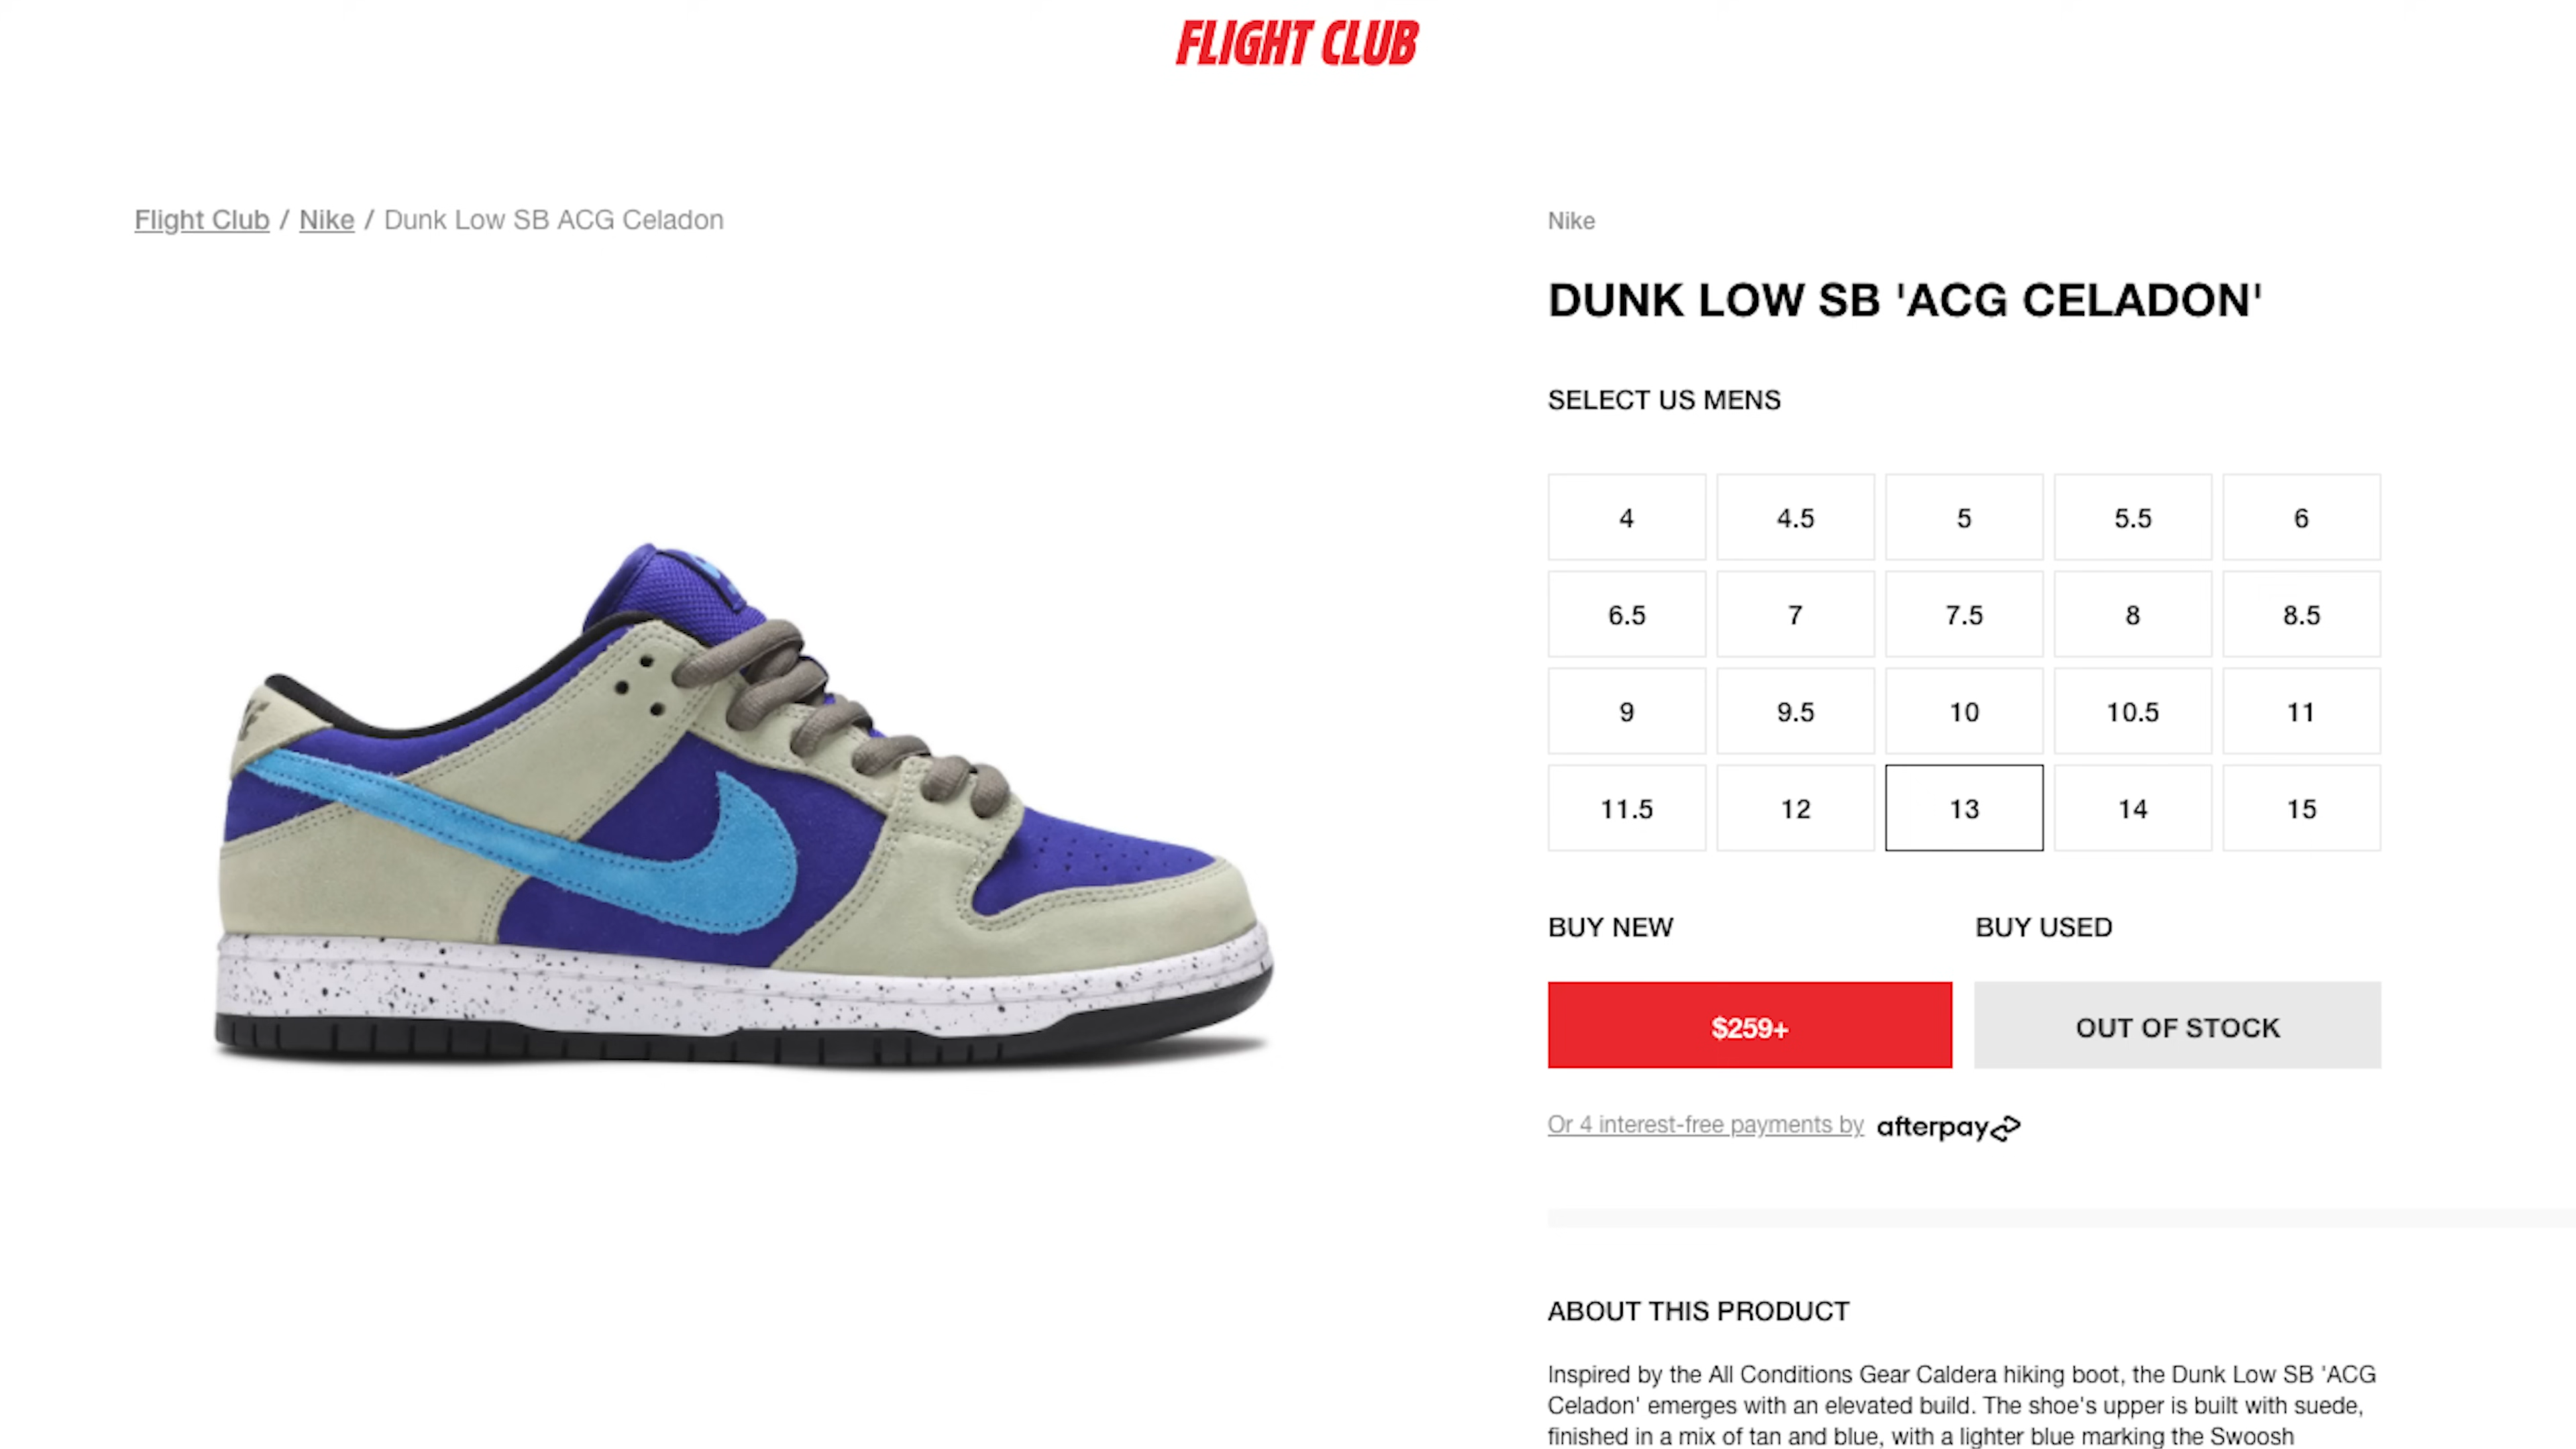 FLIGHT CLUB
Flight Club / Nike / Dunk Low SB ACG Celadon
Nike
DUNK LOW SB 'ACG CELADON'
SELECT US MENS
4 4.5 5 5.5 6
6.5 7 7.5 8 8.5
9 9.5 10 10.5 11
11.5 12 13 14 15
BUY NEW BUY USED
$259+ OUT OF STOCK
Or 4 interest-free payments by afterpay
ABOUT THIS PRODUCT
Inspired by the All Conditions Gear Caldera hiking boot, the Dunk Low SB 'ACG
Celadon' emerges with an elevated build. The shoe's upper is built with suede,
finished in a mix of tan and blue, with a lighter blue marking the Swoosh